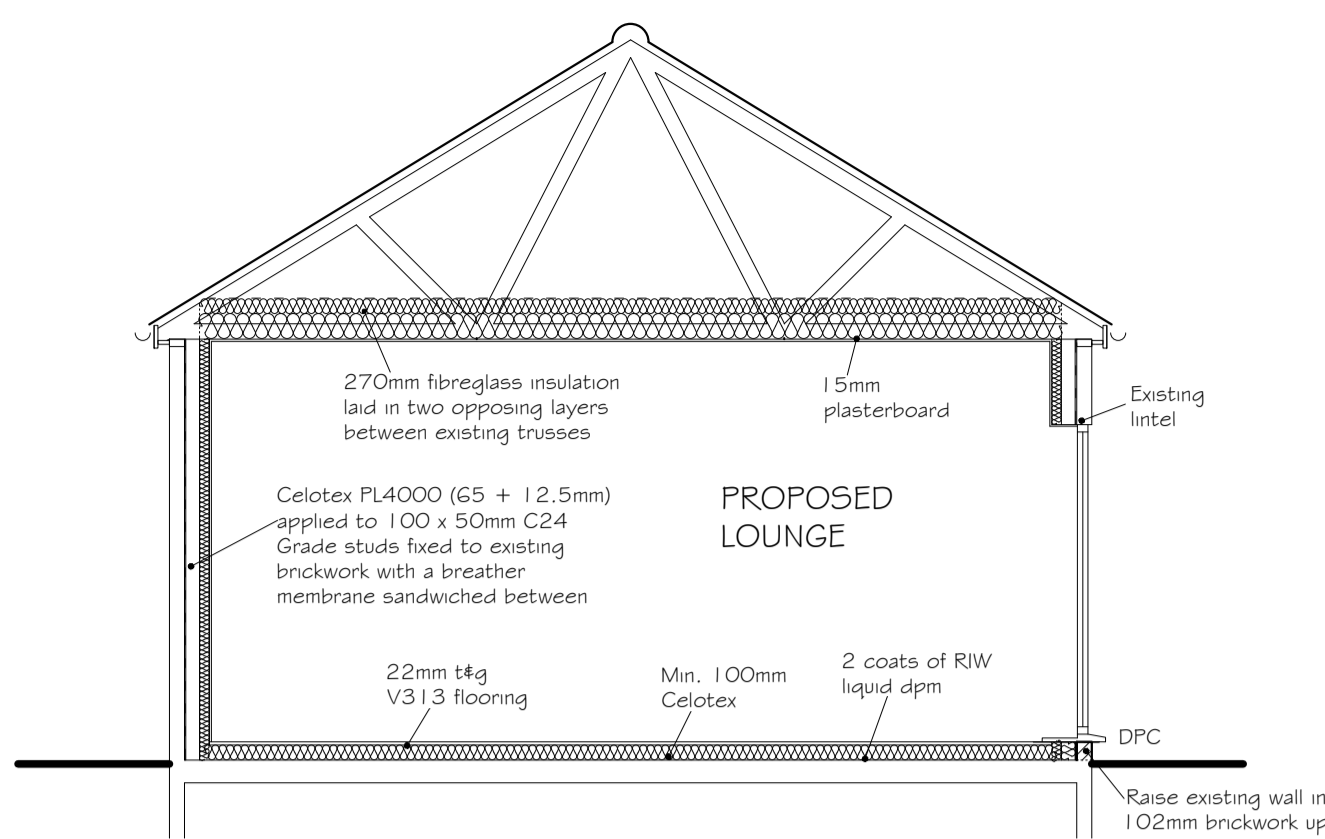 270mm fibreglass insulation
laid in two opposing layers
between existing trusses
15mm
plasterboard
Existing
lintel
Celotex PL4000 (65 + 12.5mm)
applied to 100 x 50mm C24
Grade studs fixed to existing
brickwork with a breather
membrane sandwiched between
PROPOSED
LOUNGE
22mm t&g
V313 flooring
Min. 100mm
Celotex
2 coats of RIW
liquid dpm
DPC
Raise existing wall in
102mm brickwork up